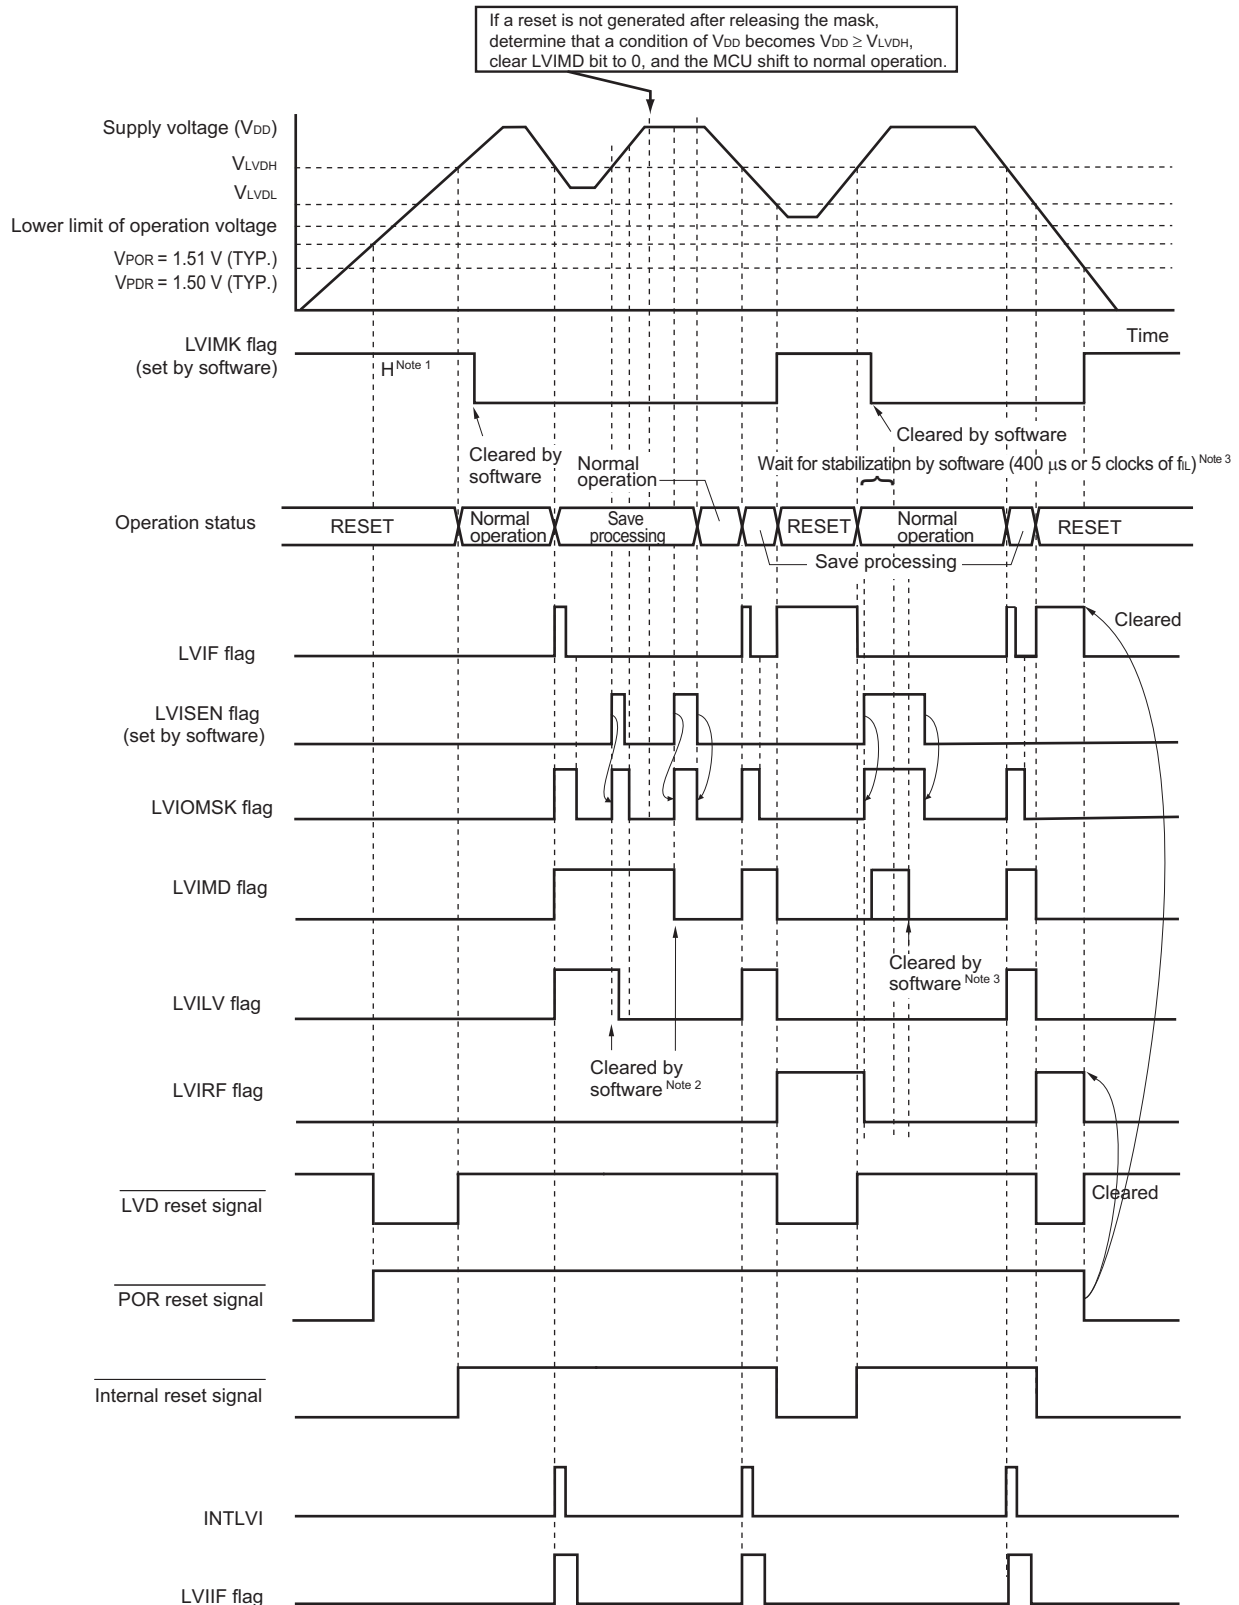 If a reset is not generated after releasing the mask,
determine that a condition of VDD becomes VDD ≥ VLVDH,
clear LVIMD bit to 0, and the MCU shift to normal operation.
Supply voltage (VDD)
VLVDH
VLVDL
Lower limit of operation voltage
VPOR = 1.51 V (TYP.)
VPDR = 1.50 V (TYP.)
Time
LVIMK flag
(set by software)
H Note 1
Cleared by
software
Cleared by software
Normal
operation
Wait for stabilization by software (400 μs or 5 clocks of fIL) Note 3
Operation status
RESET
Normal
operation
Save
processing
RESET
Normal
operation
RESET
Save processing
LVIF flag
Cleared
LVISEN flag
(set by software)
LVIOMSK flag
LVIMD flag
Cleared by
software Note 3
LVILV flag
Cleared by
software Note 2
LVIRF flag
LVD reset signal
Cleared
POR reset signal
Internal reset signal
INTLVI
LVIIF flag